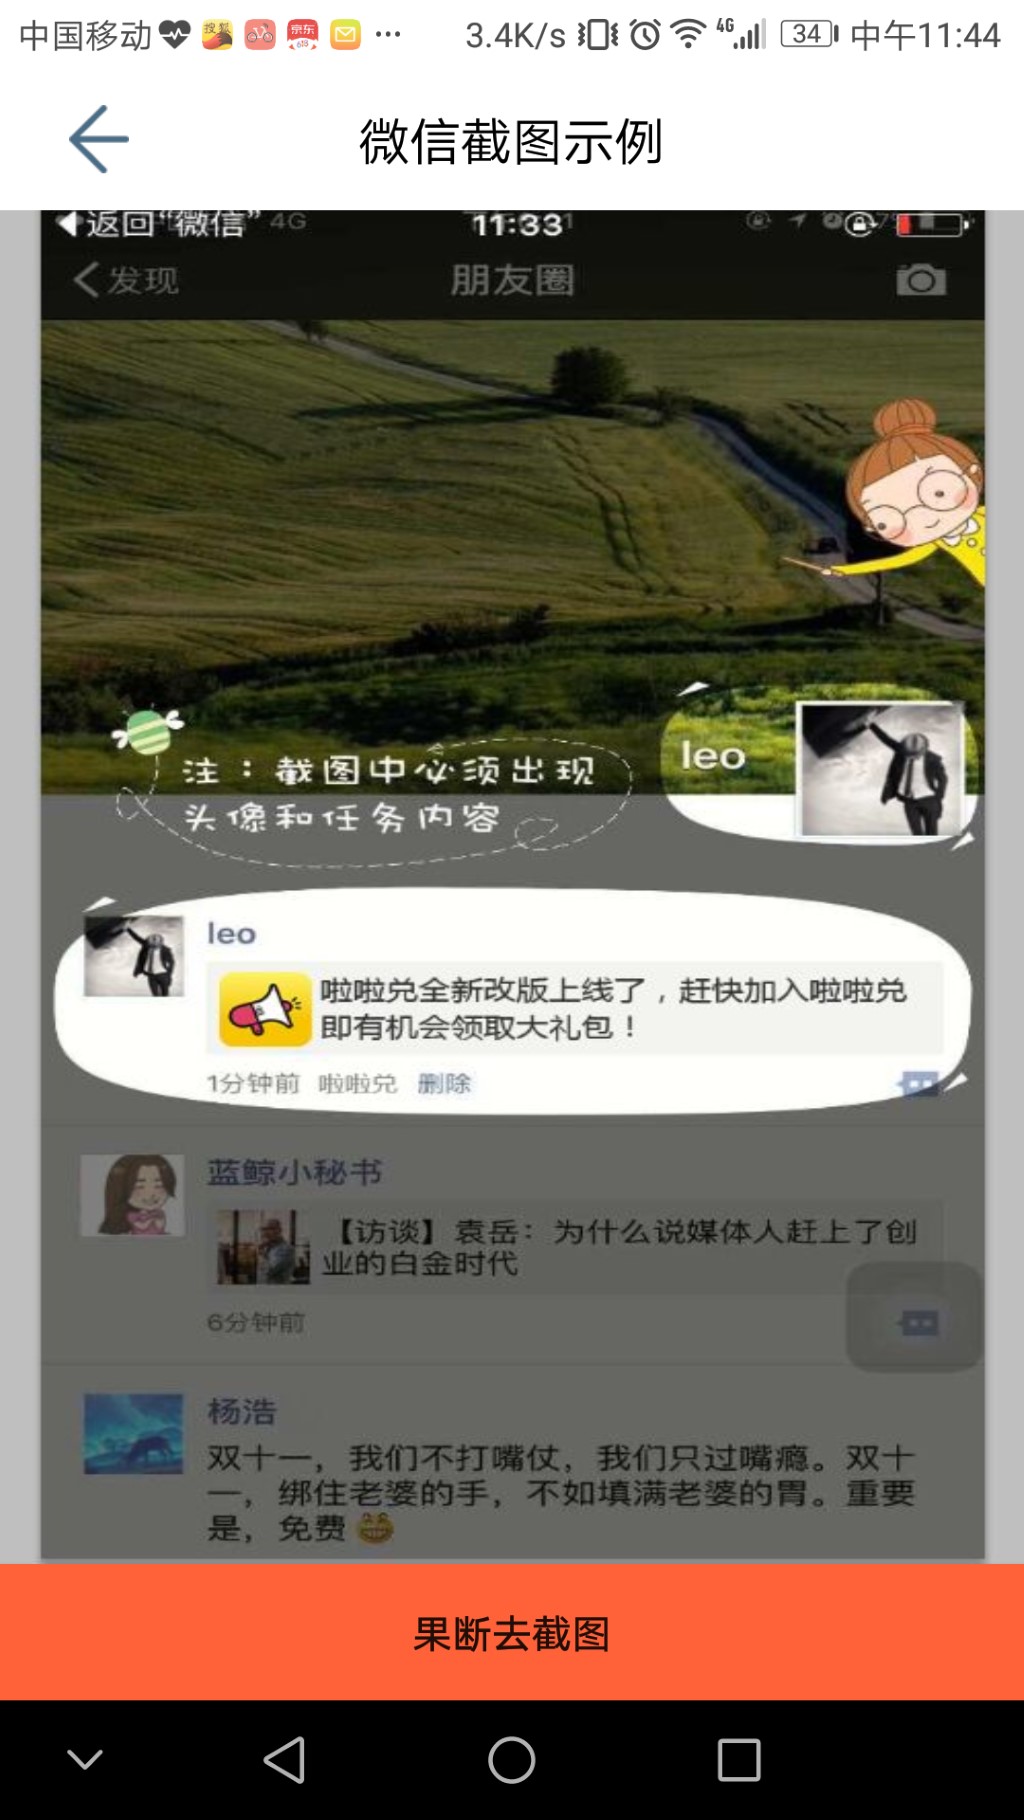 中国移动 搜狐 京东 618 ... 3.4K/s 4G 34 中午11:44
微信截图示例
返回“微信” 4G 11:33
发现 朋友圈
leo
注：截图中必须出现
头像和任务内容
leo
啦啦兑全新改版上线了，赶快加入啦啦兑
即有机会领取大礼包！
1分钟前 啦啦兑 删除
蓝鲸小秘书
【访谈】袁岳：为什么说媒体人赶上了创
业的白金时代
6分钟前
杨浩
双十一，我们不打嘴仗，我们只过嘴瘾。双十
一，绑住老婆的手，不如填满老婆的胃。重要
是，免费
果断去截图